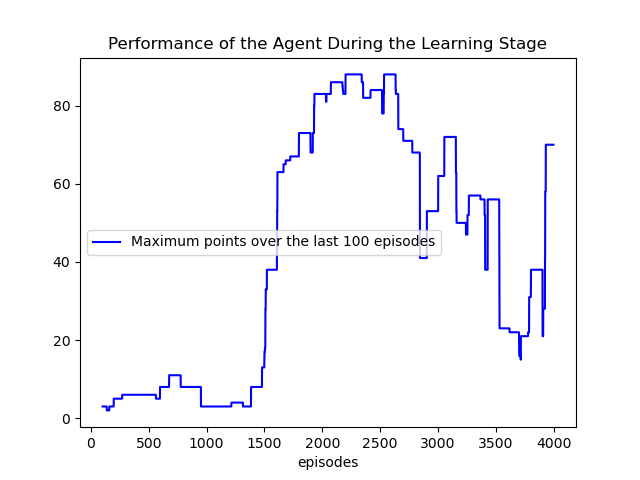 Performance of the Agent During the Learning Stage
80
60
Maximum points over the last 100 episodes
40
20
0
0 500 1000 1500 2000 2500 3000 3500 4000
episodes